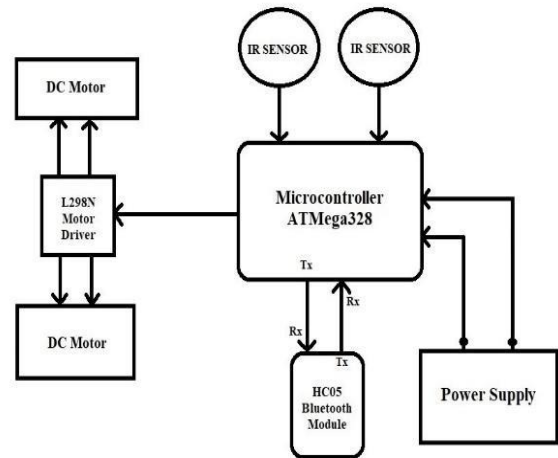 IR SENSOR
IR SENSOR
DC Motor
L298N
Motor
Driver
Microcontroller
ATMega328
Tx
Rx
Rx
Tx
DC Motor
HC05
Bluetooth
Module
Power Supply